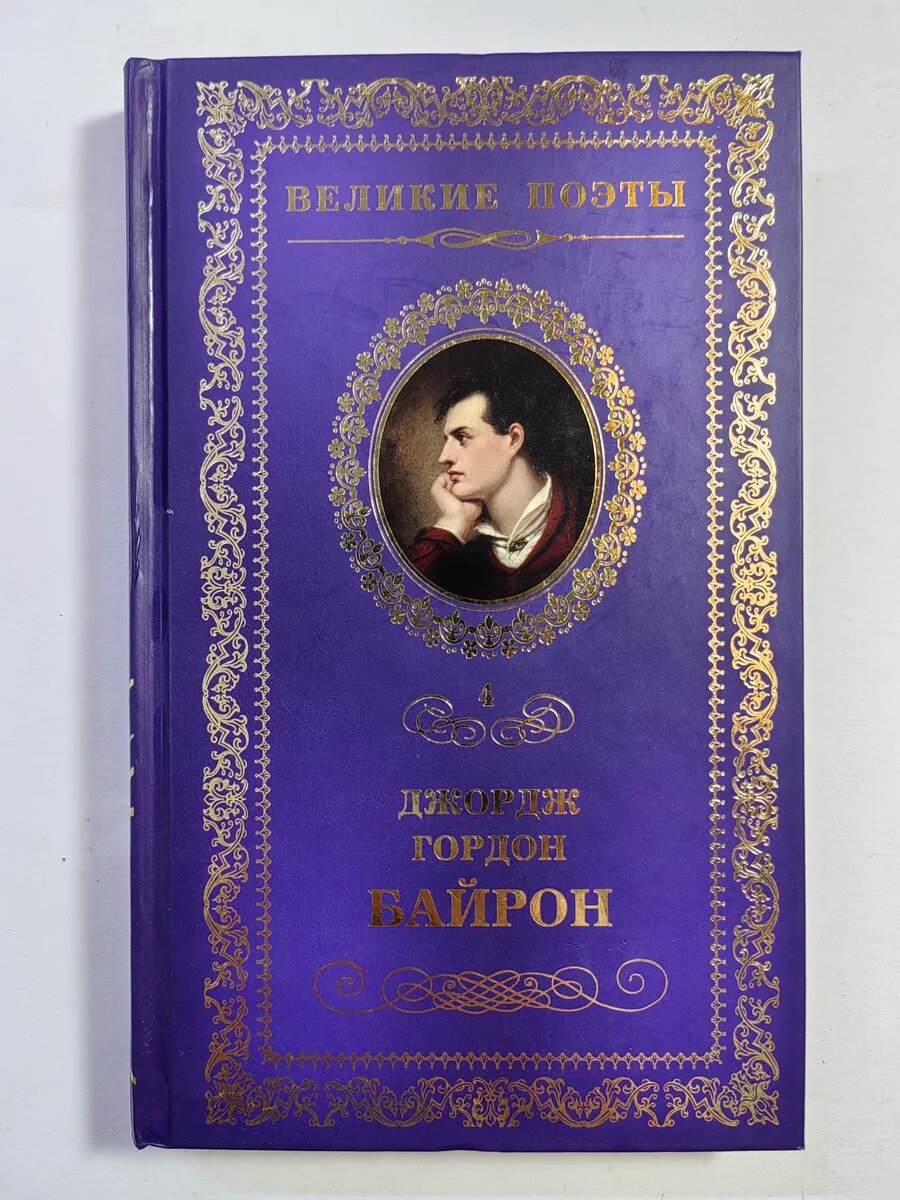 ВЕЛИКИЕ ПОЭТЫ
4
ДЖОРДЖ
ГОРДОН
БАЙРОН